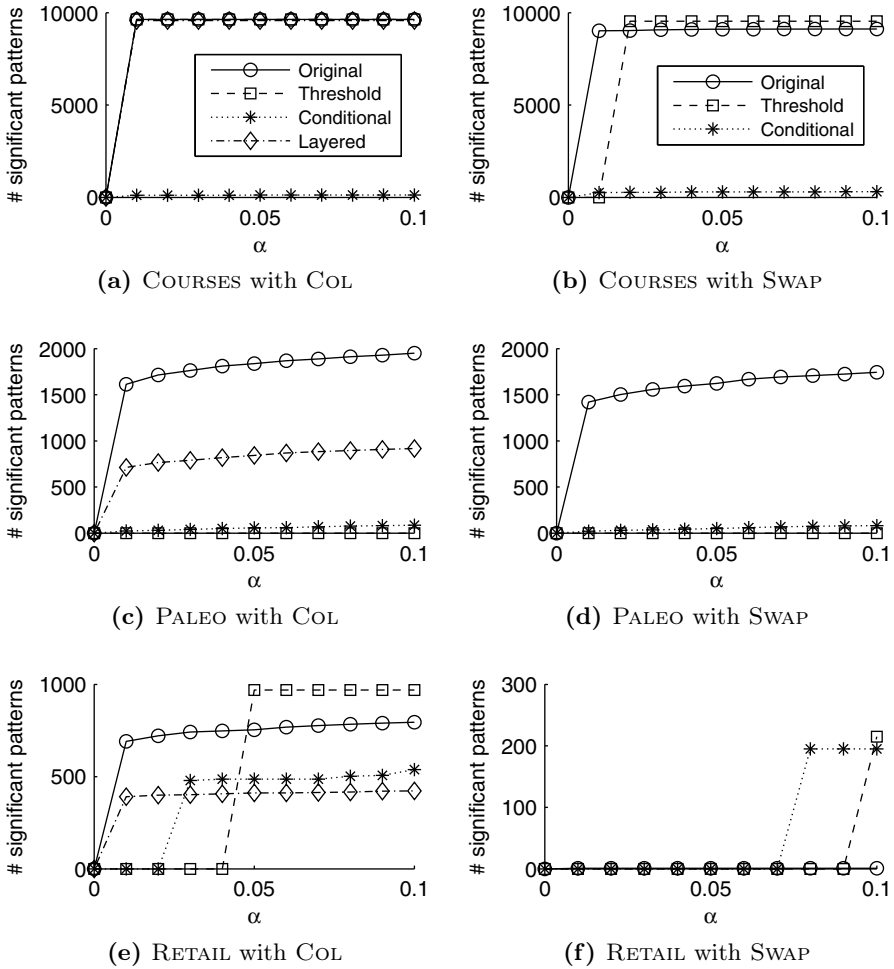 # significant patterns
10000
5000
0
0
0.05
0.1
α
Original
Threshold
Conditional
Layered
(a) COURSES with COL
# significant patterns
10000
5000
0
0
0.05
0.1
α
Original
Threshold
Conditional
(b) COURSES with SWAP
# significant patterns
2000
1500
1000
500
0
0
0.05
0.1
α
(c) PALEO with COL
# significant patterns
2000
1500
1000
500
0
0
0.05
0.1
α
(d) PALEO with SWAP
# significant patterns
1000
500
0
0
0.05
0.1
α
(e) RETAIL with COL
# significant patterns
300
200
100
0
0
0.05
0.1
α
(f) RETAIL with SWAP